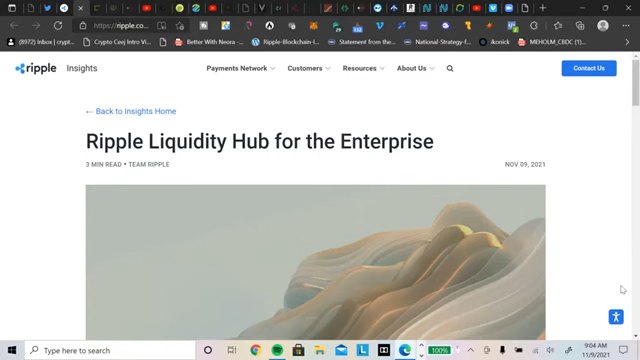 https://ripple.co...
(8972) Inbox | crypt...
Crypto Ceej Intro Vi...
Better With Neora -...
Ripple-Blockchain-I...
Statement from the...
National-Strategy-f...
ikonick
MEHOLM_CBDC (1)...
ripple Insights Payments Network Customers Resources About Us Contact Us
← Back to Insights Home
Ripple Liquidity Hub for the Enterprise
3 MIN READ • TEAM RIPPLE NOV 09, 2021
Type here to search
100%
9:04 AM
11/9/2021